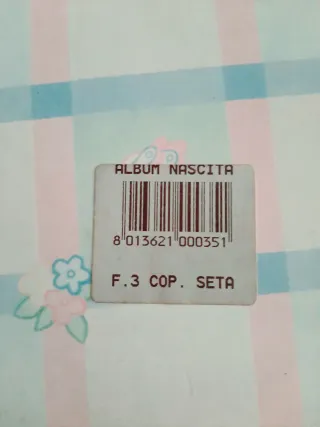 ALBUM NASCITA
8 013621 000351
F.3 COP. SETA